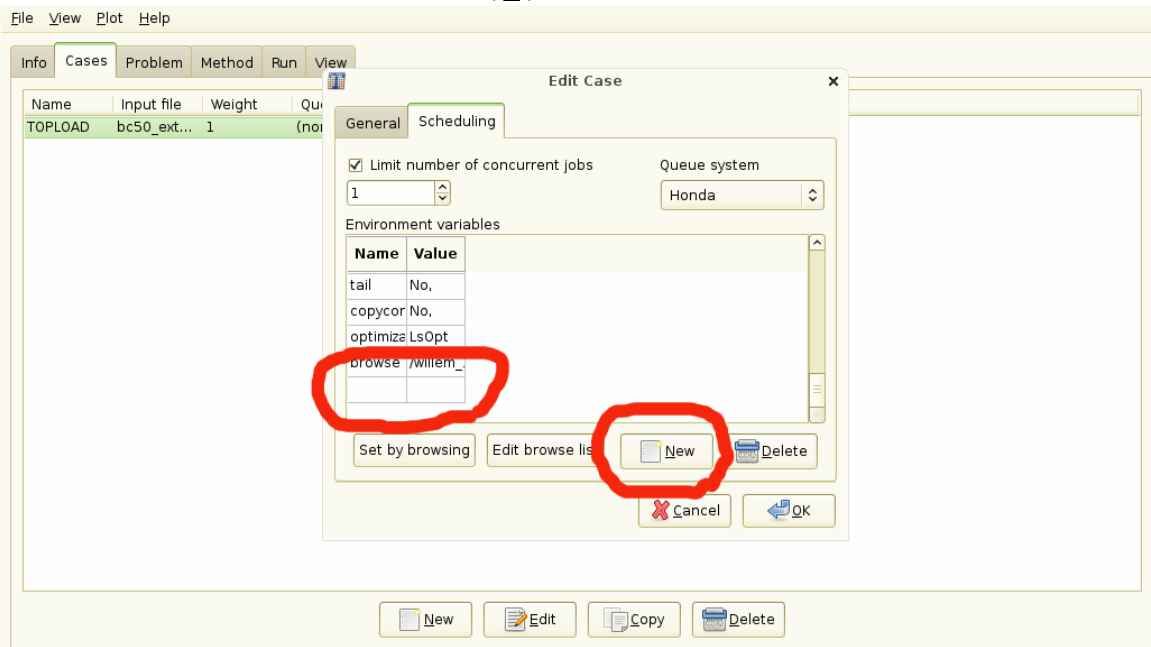 File View Plot Help
Info Cases Problem Method Run View
Edit Case
Name Input file Weight
TOPLOAD bc50_ext... 1
General Scheduling
Limit number of concurrent jobs Queue system
1 Honda
Environment variables
Name Value
tail No,
copycor No,
optimiza LsOpt
browse /willem_
Set by browsing Edit browse lis New Delete
Cancel OK
New Edit Copy Delete